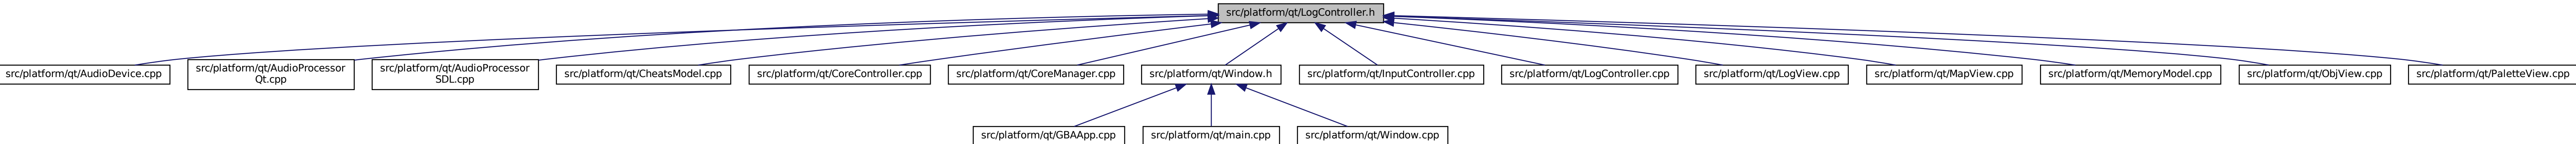 src/platform/qt/LogController.h
src/platform/qt/AudioDevice.cpp
src/platform/qt/AudioProcessor
Qt.cpp
src/platform/qt/AudioProcessor
SDL.cpp
src/platform/qt/CheatsModel.cpp
src/platform/qt/CoreController.cpp
src/platform/qt/CoreManager.cpp
src/platform/qt/Window.h
src/platform/qt/InputController.cpp
src/platform/qt/LogController.cpp
src/platform/qt/LogView.cpp
src/platform/qt/MapView.cpp
src/platform/qt/MemoryModel.cpp
src/platform/qt/ObjView.cpp
src/platform/qt/PaletteView.cpp
src/platform/qt/GBAApp.cpp
src/platform/qt/main.cpp
src/platform/qt/Window.cpp